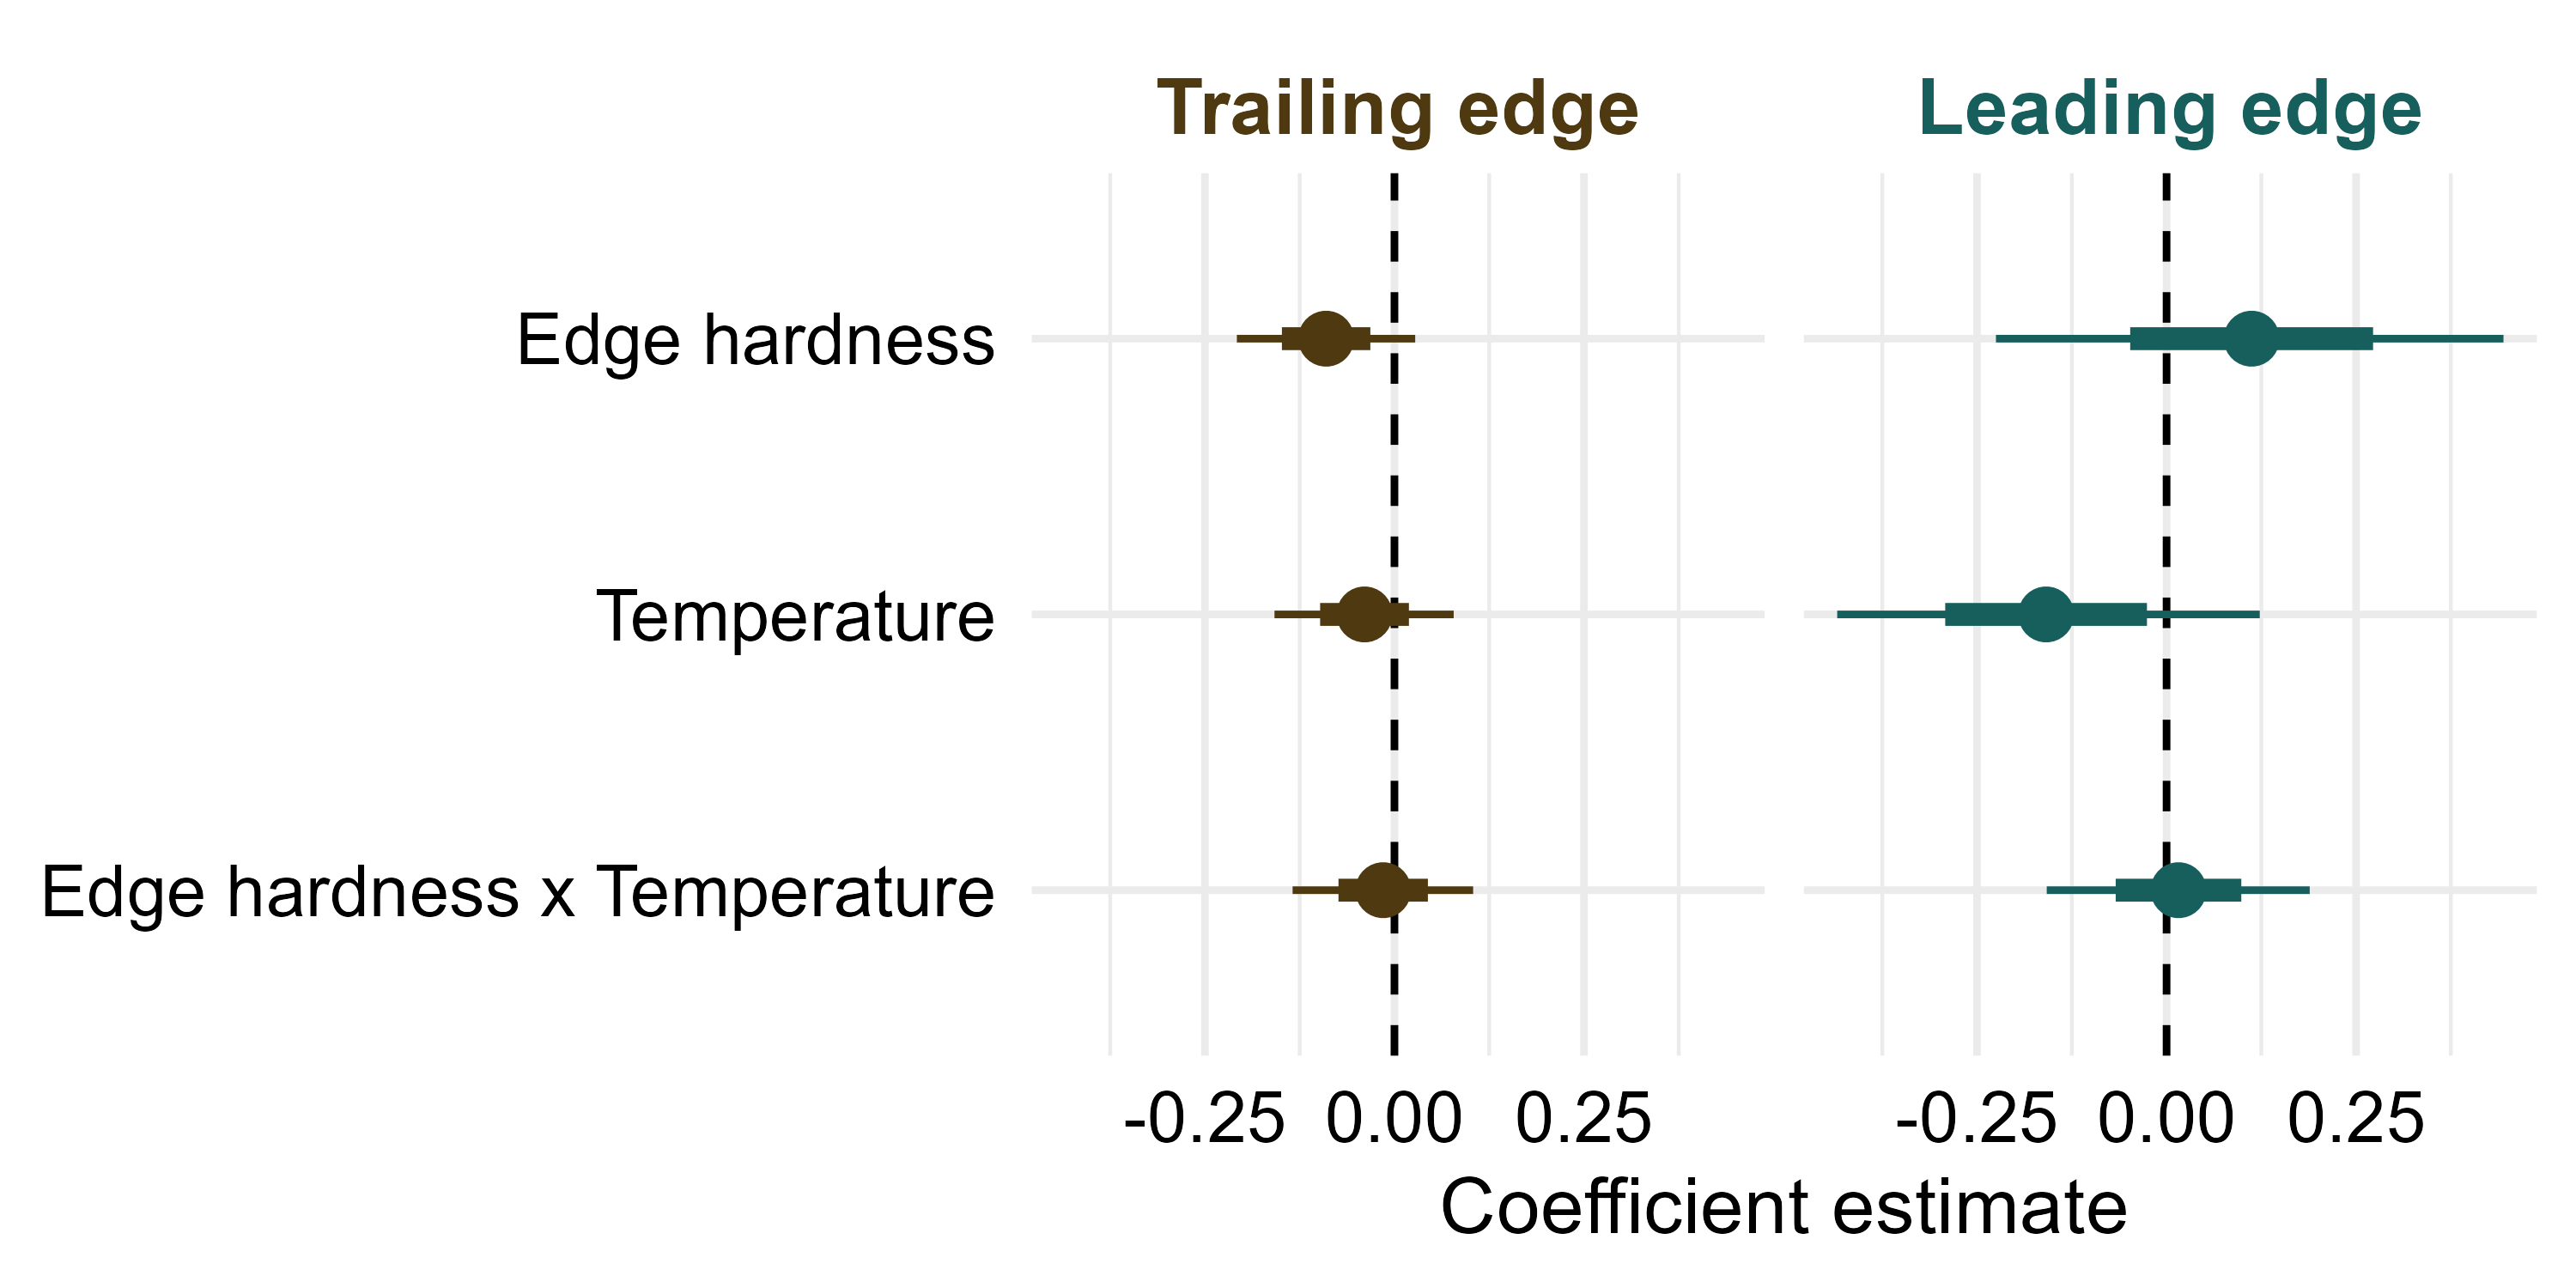 Trailing edge
Leading edge
Edge hardness
Temperature
Edge hardness x Temperature
-0.25 0.00 0.25
-0.25 0.00 0.25
Coefficient estimate